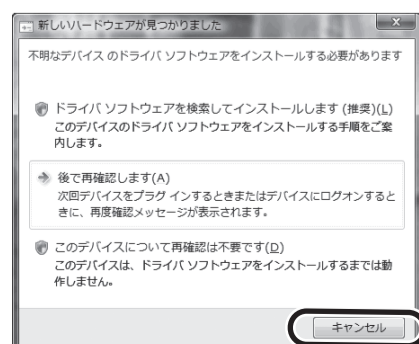 新しいハードウェアが見つかりました
不明なデバイス のドライバ ソフトウェアをインストールする必要があります
ドライバ ソフトウェアを検索してインストールします (推奨)(L)
このデバイスのドライバ ソフトウェアをインストールする手順をご案
内します。
後で再確認します(A)
次回デバイスをプラグ インするときまたはデバイスにログオンすると
きに、再度確認メッセージが表示されます。
このデバイスについて再確認は不要です(D)
このデバイスは、ドライバ ソフトウェアをインストールするまでは動
作しません。
キャンセル